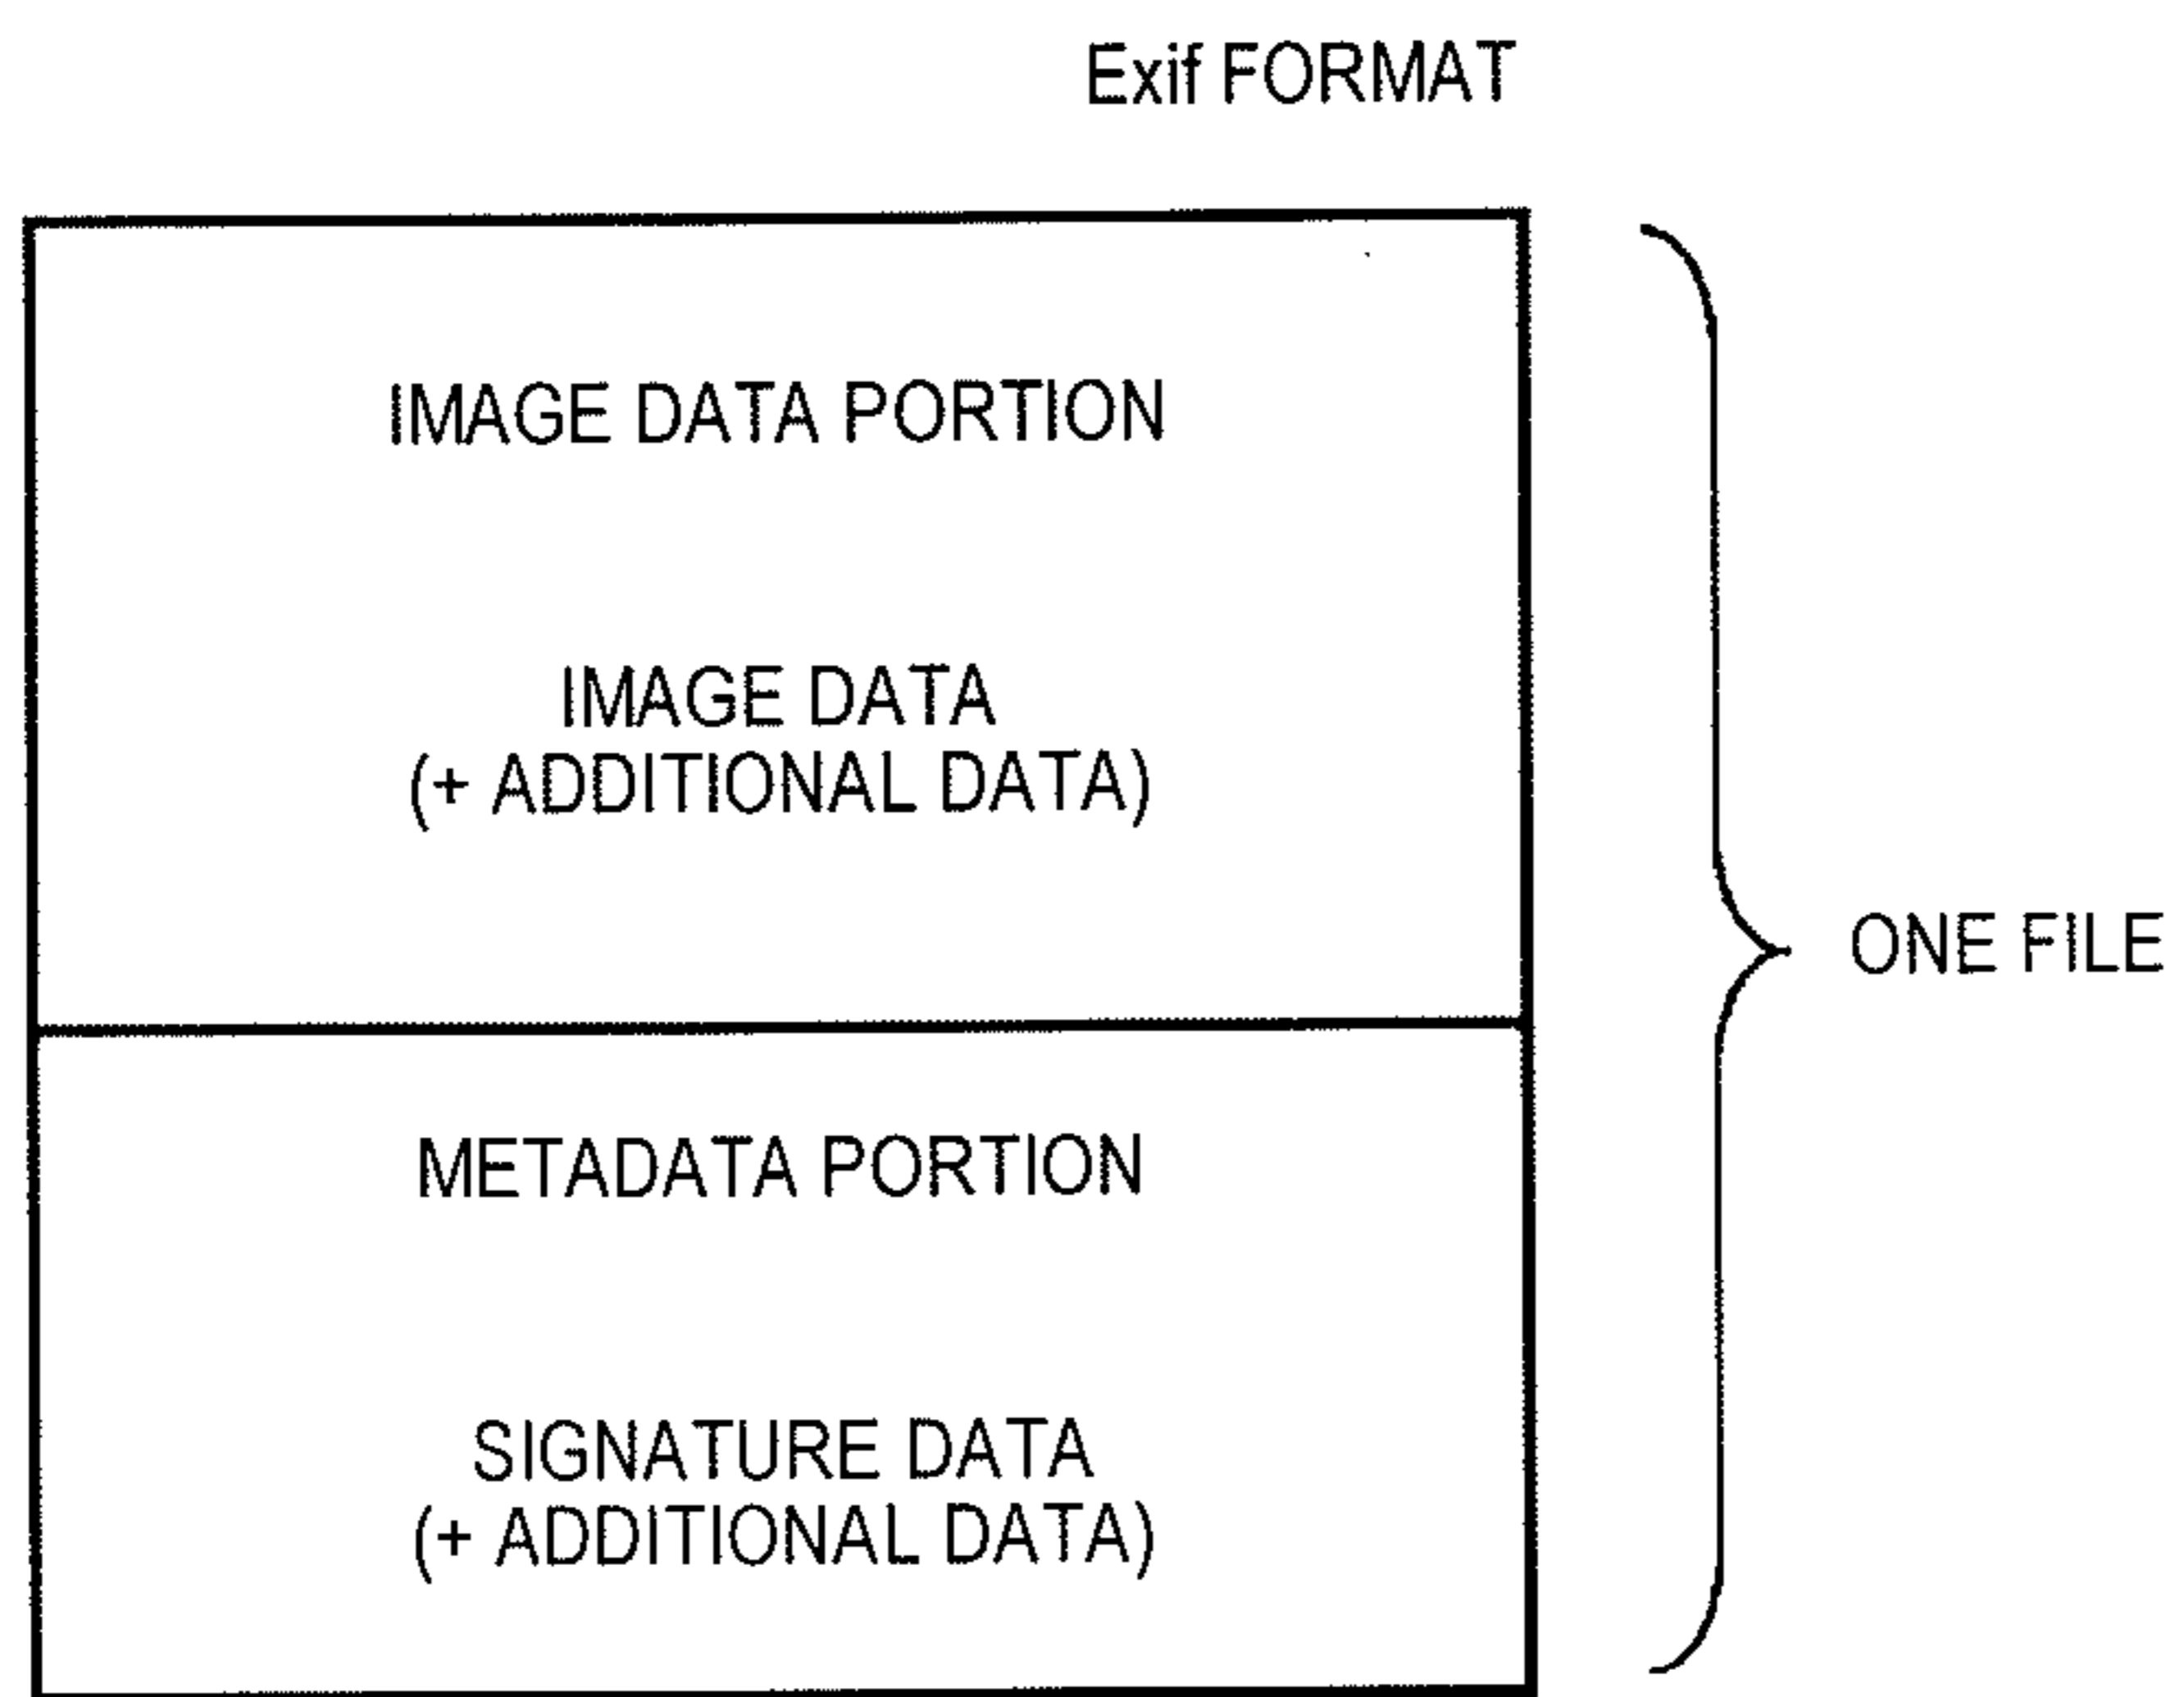 Exif FORMAT
IMAGE DATA PORTION
IMAGE DATA
(+ ADDITIONAL DATA)
ONE FILE
METADATA PORTION
SIGNATURE DATA
(+ ADDITIONAL DATA)